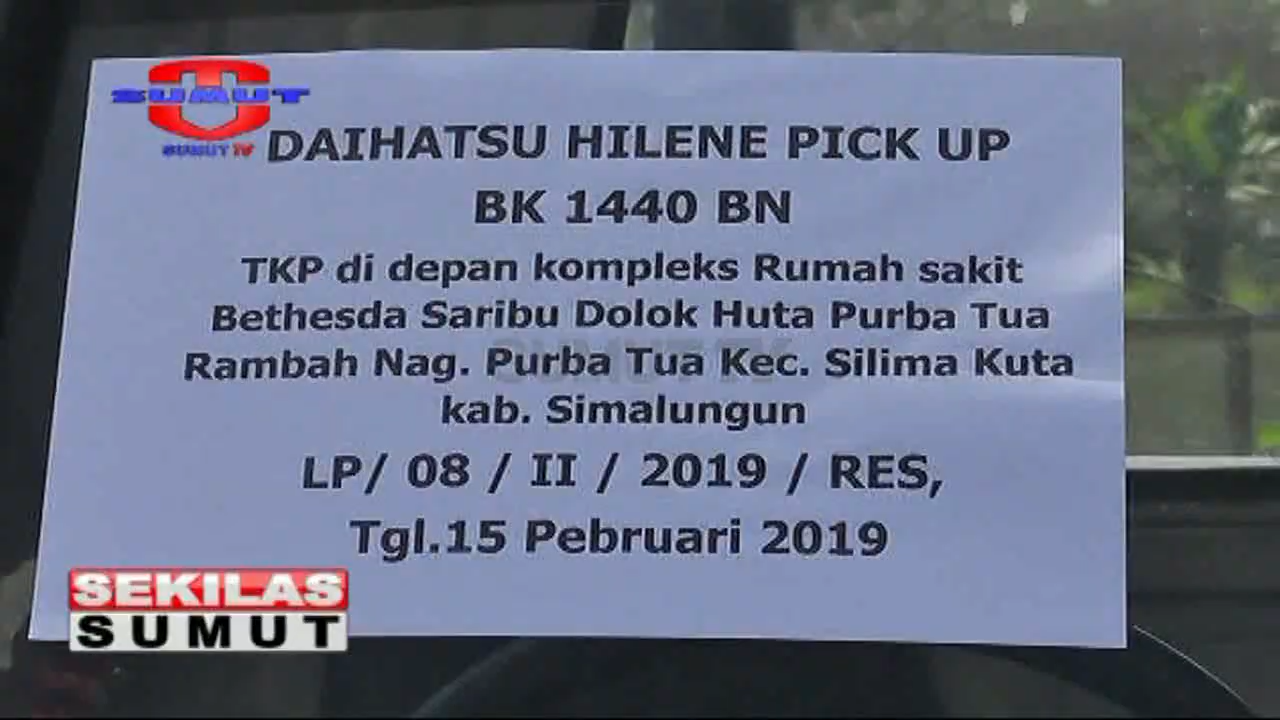 SUMUT
SUMUT TV
DAIHATSU HILENE PICK UP
BK 1440 BN
TKP di depan kompleks Rumah sakit
Bethesda Saribu Dolok Huta Purba Tua
Rambah Nag. Purba Tua Kec. Silima Kuta
kab. Simalungun
LP/ 08 / II / 2019 / RES,
Tgl.15 Pebruari 2019
SUMUT TV
SEKILAS
SUMUT